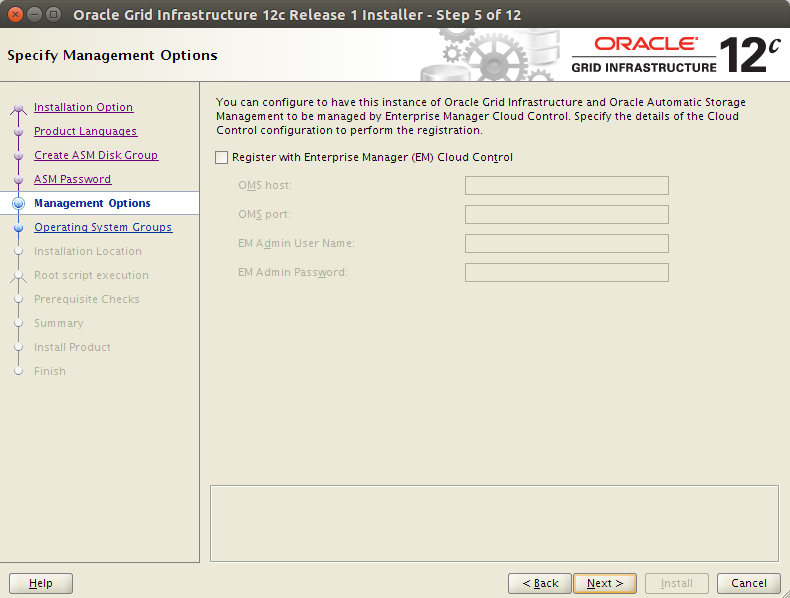 Oracle Grid Infrastructure 12c Release 1 Installer - Step 5 of 12
Specify Management Options
ORACLE
GRID INFRASTRUCTURE
12c
Installation Option
Product Languages
Create ASM Disk Group
ASM Password
Management Options
Operating System Groups
Installation Location
Root script execution
Prerequisite Checks
Summary
Install Product
Finish
You can configure to have this instance of Oracle Grid Infrastructure and Oracle Automatic Storage
Management to be managed by Enterprise Manager Cloud Control. Specify the details of the Cloud
Control configuration to perform the registration.
Register with Enterprise Manager (EM) Cloud Control
OMS host:
OMS port:
EM Admin User Name:
EM Admin Password:
Help
< Back
Next >
Install
Cancel